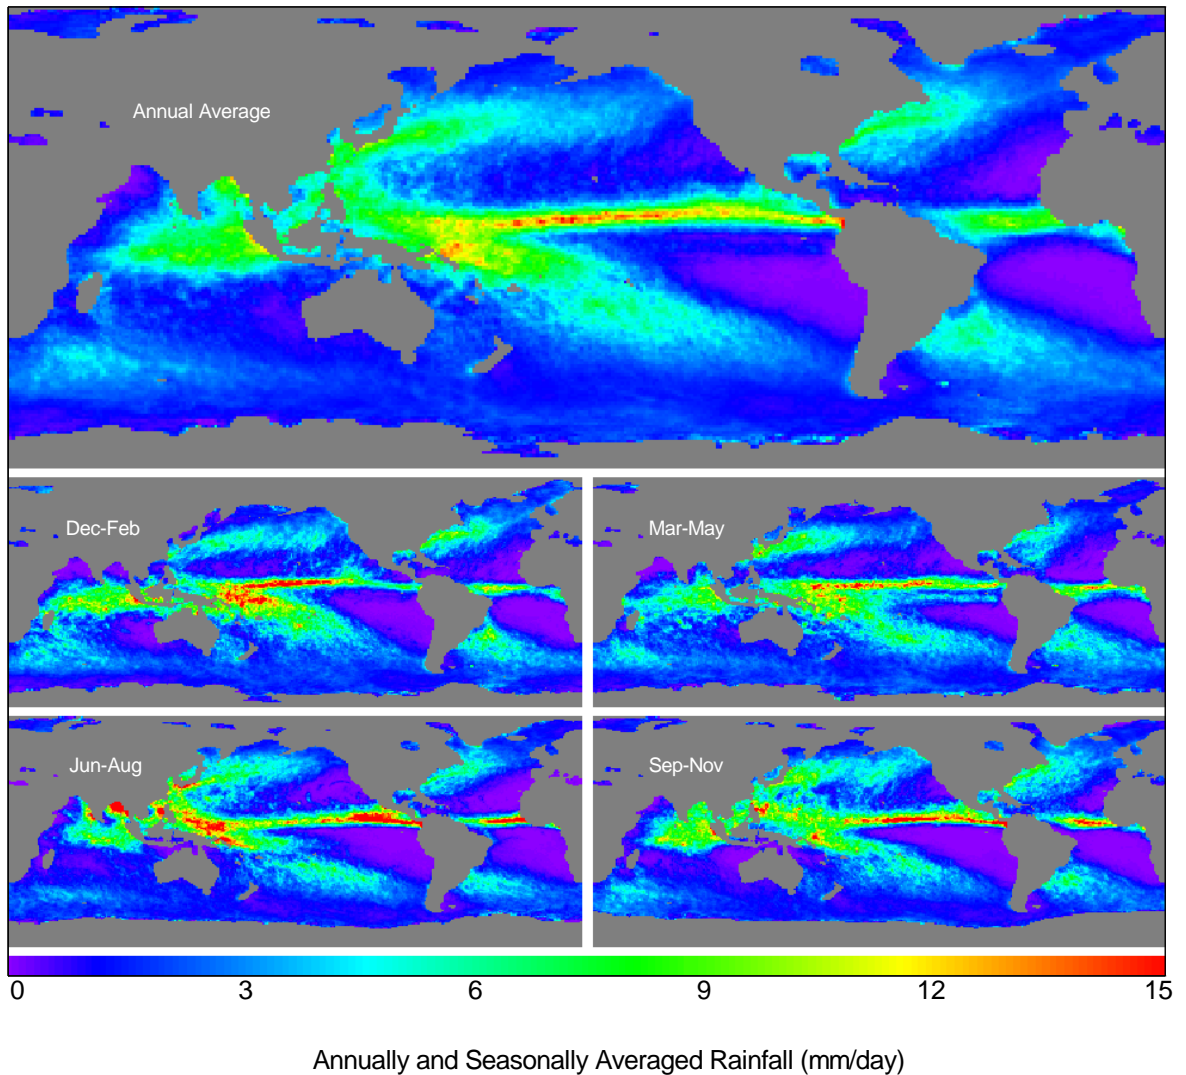 Annual Average
Dec-Feb
Mar-May
Jun-Aug
Sep-Nov
0 3 6 9 12 15
Annually and Seasonally Averaged Rainfall (mm/day)